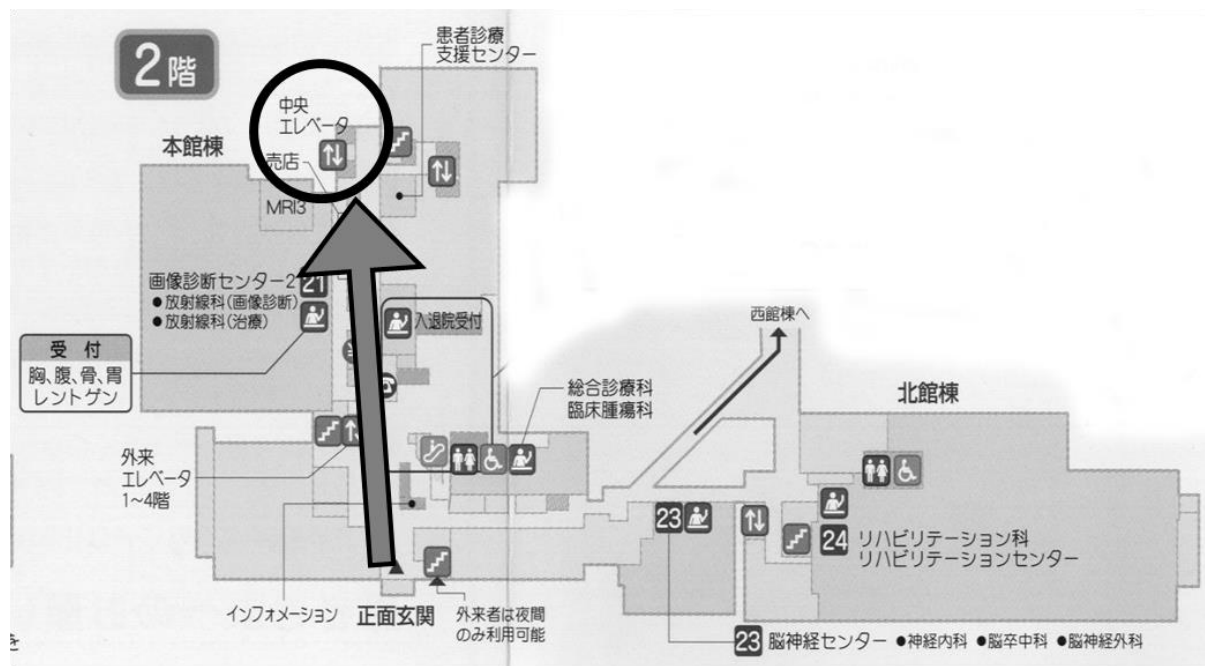 2階
患者診療
支援センター
中央
エレベータ
本館棟
売店
MRI3
画像診断センター2 21
●放射線科(画像診断)
●放射線科(治療)
入退院受付
西館棟へ
受付
胸、腹、骨、胃
レントゲン
総合診療科
臨床腫瘍科
北館棟
外来
エレベータ
1~4階
23
24 リハビリテーション科
リハビリテーションセンター
インフォメーション
正面玄関
外来者は夜間
のみ利用可能
23 脳神経センター ●神経内科 ●脳卒中科 ●脳神経外科